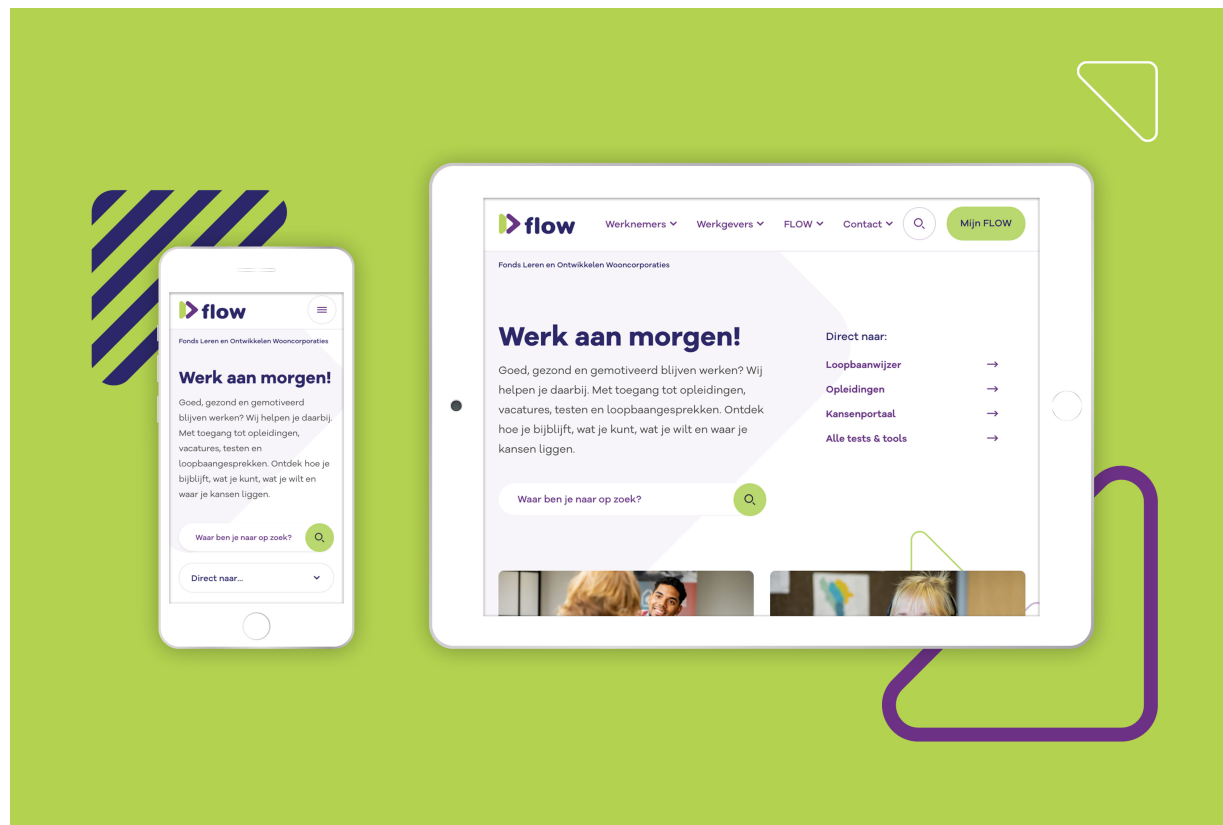 flow
Fonds Leren en Ontwikkelen Wooncorporaties
Werk aan morgen!
Goed, gezond en gemotiveerd
blijven werken? Wij helpen je daarbij.
Met toegang tot opleidingen,
vacatures, testen en
loopbaangesprekken. Ontdek hoe je
bijblijft, wat je kunt, wat je wilt en
waar je kansen liggen.
Waar ben je naar op zoek?
Direct naar...
flow
Werknemers
Werkgevers
FLOW
Contact
Mijn FLOW
Fonds Leren en Ontwikkelen Wooncorporaties
Werk aan morgen!
Goed, gezond en gemotiveerd blijven werken? Wij
helpen je daarbij. Met toegang tot opleidingen,
vacatures, testen en loopbaangesprekken. Ontdek
hoe je bijblijft, wat je kunt, wat je wilt en waar je
kansen liggen.
Waar ben je naar op zoek?
Direct naar:
Loopbaanwijzer
Opleidingen
Kansenportaal
Alle tests & tools